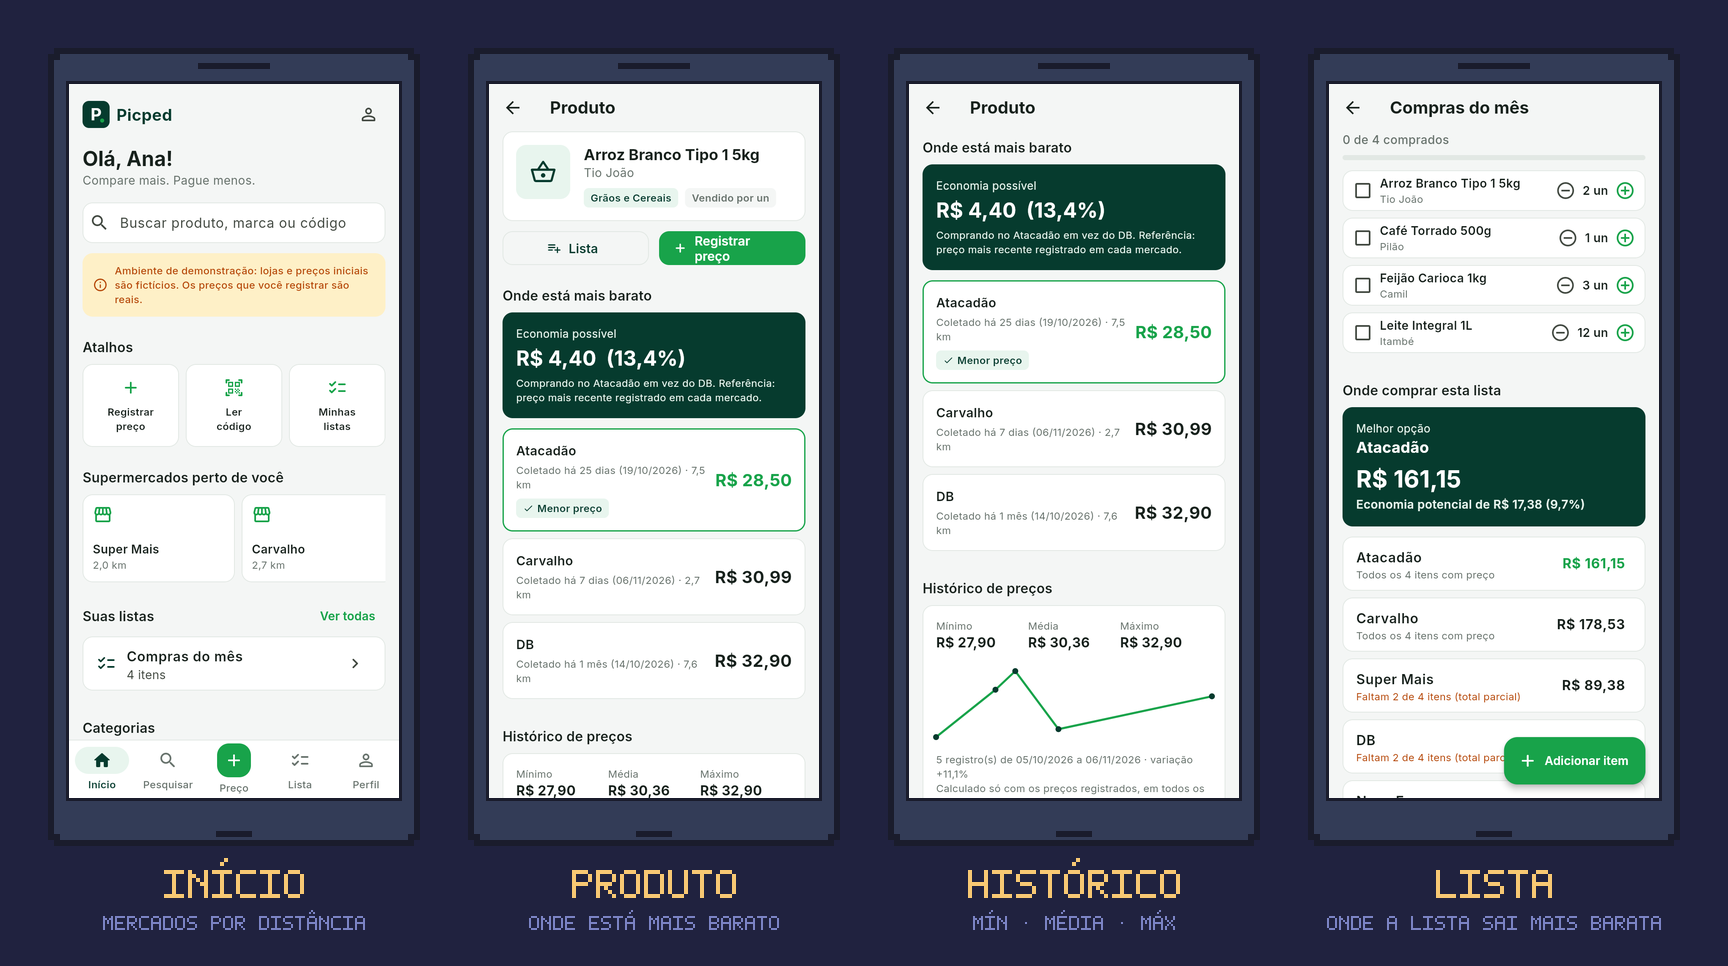 P.
Picped
Olá, Ana!
Compare mais. Pague menos.
Buscar produto, marca ou código
Ambiente de demonstração: lojas e preços iniciais
são fictícios. Os preços que você registrar são
reais.
Atalhos
Registrar
preço
Ler
código
Minhas
listas
Supermercados perto de você
Super Mais
2,0 km
Carvalho
2,7 km
Suas listas
Ver todas
Compras do mês
4 itens
Categorias
Início
Pesquisar
Preço
Lista
Perfil
INÍCIO
MERCADOS POR DISTÂNCIA
Produto
Arroz Branco Tipo 1 5kg
Tio João
Grãos e Cereais
Vendido por un
Lista
Registrar
preço
Onde está mais barato
Economia possível
R$ 4,40 (13,4%)
Comprando no Atacadão em vez do DB. Referência:
preço mais recente registrado em cada mercado.
Atacadão
Coletado há 25 dias (19/10/2026) · 7,5
km
R$ 28,50
Menor preço
Carvalho
Coletado há 7 dias (06/11/2026) · 2,7
km
R$ 30,99
DB
Coletado há 1 mês (14/10/2026) · 7,6
km
R$ 32,90
Histórico de preços
Mínimo
Média
Máximo
R$ 27,90
R$ 30,36
R$ 32,90
PRODUTO
ONDE ESTÁ MAIS BARATO
Produto
Onde está mais barato
Economia possível
R$ 4,40 (13,4%)
Comprando no Atacadão em vez do DB. Referência:
preço mais recente registrado em cada mercado.
Atacadão
Coletado há 25 dias (19/10/2026) · 7,5
km
R$ 28,50
Menor preço
Carvalho
Coletado há 7 dias (06/11/2026) · 2,7
km
R$ 30,99
DB
Coletado há 1 mês (14/10/2026) · 7,6
km
R$ 32,90
Histórico de preços
Mínimo
Média
Máximo
R$ 27,90
R$ 30,36
R$ 32,90
5 registro(s) de 05/10/2026 a 06/11/2026 · variação
+11,1%
Calculado só com os preços registrados, em todos os
HISTÓRICO
MÍN · MÉDIA · MÁX
Compras do mês
0 de 4 comprados
Arroz Branco Tipo 1 5kg
Tio João
2 un
Café Torrado 500g
Pilão
1 un
Feijão Carioca 1kg
Camil
3 un
Leite Integral 1L
Itambé
12 un
Onde comprar esta lista
Melhor opção
Atacadão
R$ 161,15
Economia potencial de R$ 17,38 (9,7%)
Atacadão
Todos os 4 itens com preço
R$ 161,15
Carvalho
Todos os 4 itens com preço
R$ 178,53
Super Mais
Faltam 2 de 4 itens (total parcial)
R$ 89,38
DB
Faltam 2 de 4 itens (total parc
Adicionar item
LISTA
ONDE A LISTA SAI MAIS BARATA